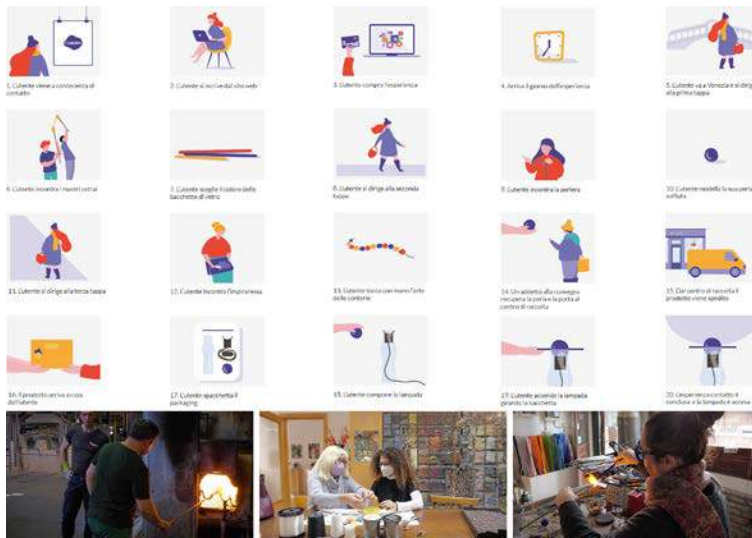 1. L'utente viene a conoscenza di
contatto
2. L'utente si iscrive dal sito web
3. L'utente compra l'esperienza
4. Arriva il giorno dell'esperienza
5. L'utente va a Venezia e si dirige
alla prima tappa
6. L'utente incontra i maestri vetrai
7. L'utente sceglie il colore delle
bacchette di vetro
8. L'utente si dirige alla seconda
tappa
9. L'utente incontra la perlera
10. L'utente modella la sua perla
soffiata
11. L'utente si dirige alla terza tappa
12. L'utente incontra l'impiraressa
13. L'utente tocca con mano l'arte
delle conterie
14. Un addetto alla consegna
recupera la perla e la porta al
centro di raccolta
15. Dal centro di raccolta il
prodotto viene spedito
16. Il prodotto arriva a casa
dell'utente
17. L'utente spacchetta il
packaging
18. L'utente compone la lampada
19. L'utente accende la lampada
girando la bacchetta
20. L'esperienza contatto è
conclusa e la lampada è accesa